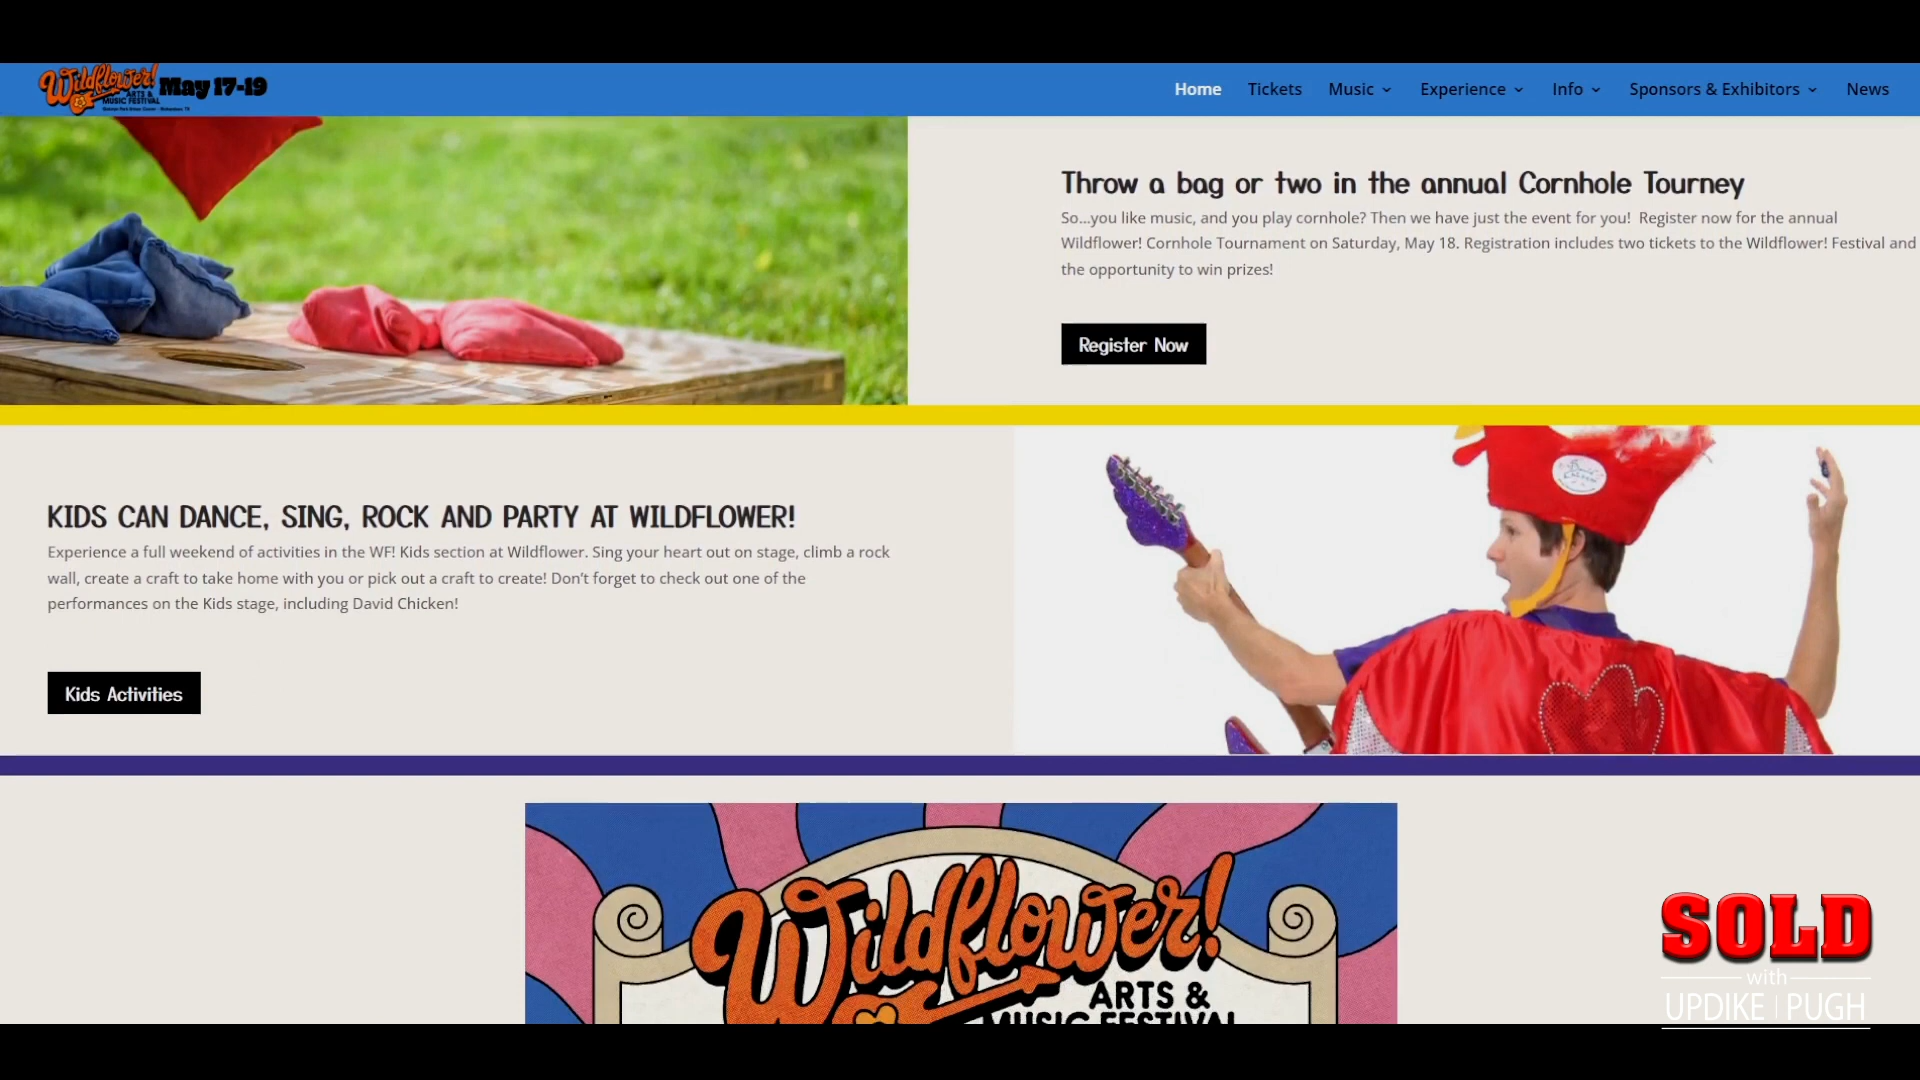 Wildflower!
ARTS &
MUSIC FESTIVAL
May 17-19
Home Tickets Music Experience Info Sponsors & Exhibitors News
Throw a bag or two in the annual Cornhole Tourney
So...you like music, and you play cornhole? Then we have just the event for you! Register now for the annual
Wildflower! Cornhole Tournament on Saturday, May 18. Registration includes two tickets to the Wildflower! Festival and
the opportunity to win prizes!
Register Now
KIDS CAN DANCE, SING, ROCK AND PARTY AT WILDFLOWER!
Experience a full weekend of activities in the WF! Kids section at Wildflower. Sing your heart out on stage, climb a rock
wall, create a craft to take home with you or pick out a craft to create! Don't forget to check out one of the
performances on the Kids stage, including David Chicken!
Kids Activities
Wildflower!
ARTS &
MUSIC FESTIVAL
SOLD
with
UPDIKE | PUGH